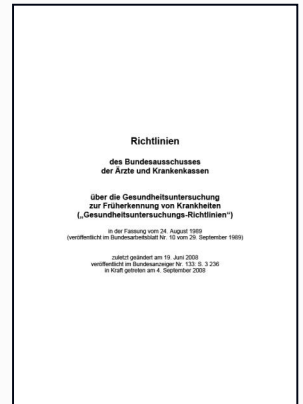 Richtlinien
des Bundesausschusses
der Ärzte und Krankenkassen
über die Gesundheitsuntersuchung
zur Früherkennung von Krankheiten
(„Gesundheitsuntersuchungs-Richtlinien“)
in der Fassung vom 24. August 1989
(veröffentlicht im Bundesarbeitsblatt Nr. 10 vom 29. September 1989)
zuletzt geändert am 19. Juni 2008
veröffentlicht im Bundesanzeiger Nr. 133: S. 3 236
in Kraft getreten am 4. September 2008